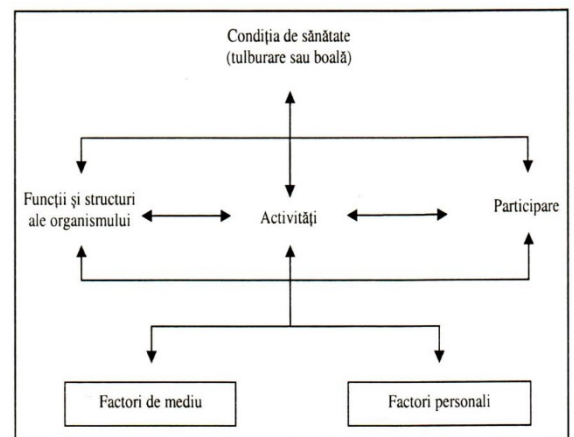 Condiția de sănătate
(tulburare sau boală)
Funcții și structuri
ale organismului
Activități
Participare
Factori de mediu
Factori personali